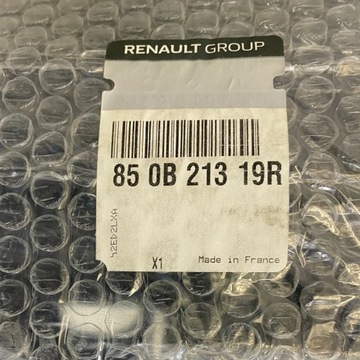 RENAULT GROUP
85 0B 213 19R
X1 Made in France